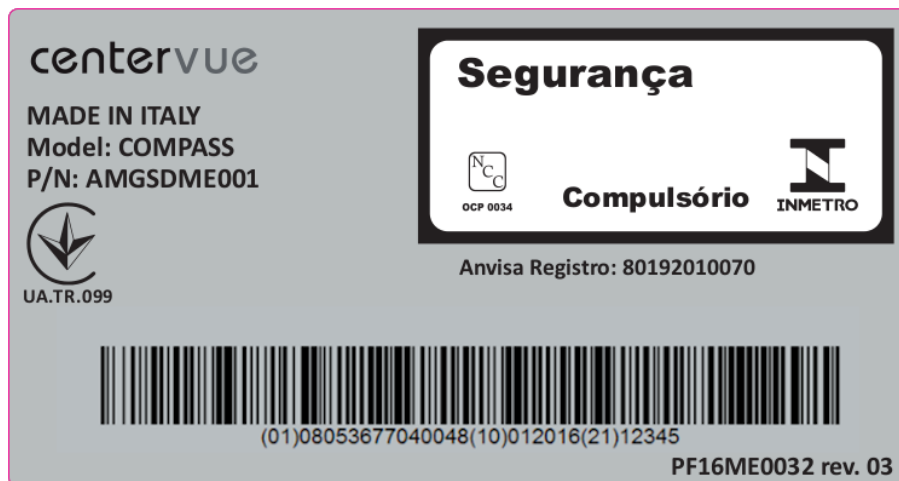 centervue
MADE IN ITALY
Model: COMPASS
P/N: AMGSDME001
UA.TR.099
Segurança
NCC
OCP 0034
Compulsório
INMETRO
Anvisa Registro: 80192010070
(01)08053677040048(10)012016(21)12345
PF16ME0032 rev. 03